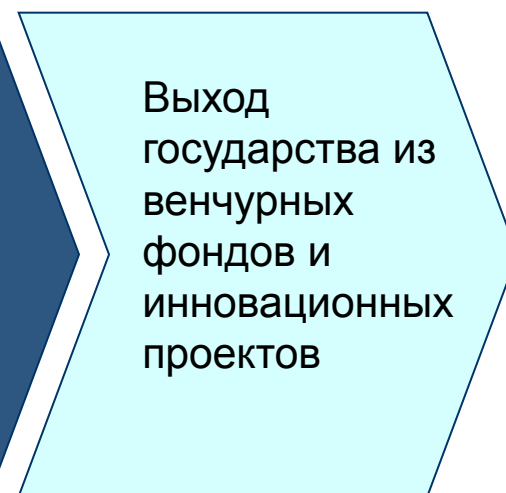 Выход
государства из
венчурных
фондов и
инновационных
проектов